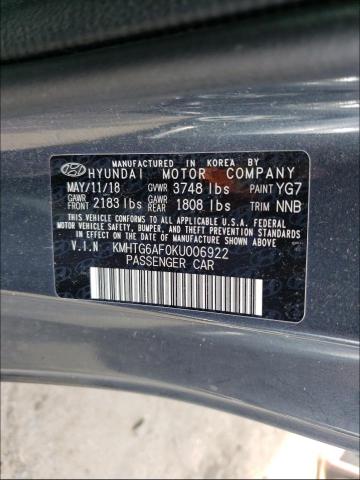 MANUFACTURED IN KOREA BY
HYUNDAI MOTOR COMPANY
MAY/11/18 GVWR 3748 lbs PAINT YG7
GAWR FRONT 2183 lbs GAWR REAR 1808 lbs TRIM NNB
THIS VEHICLE CONFORMS TO ALL APPLICABLE U.S.A. FEDERAL
MOTOR VEHICLE SAFETY, BUMPER, AND THEFT PREVENTION
STANDARDS IN EFFECT ON THE DATE OF MANUFACTURE SHOWN ABOVE.
V.I.N KMHTG6AF0KU006922
PASSENGER CAR